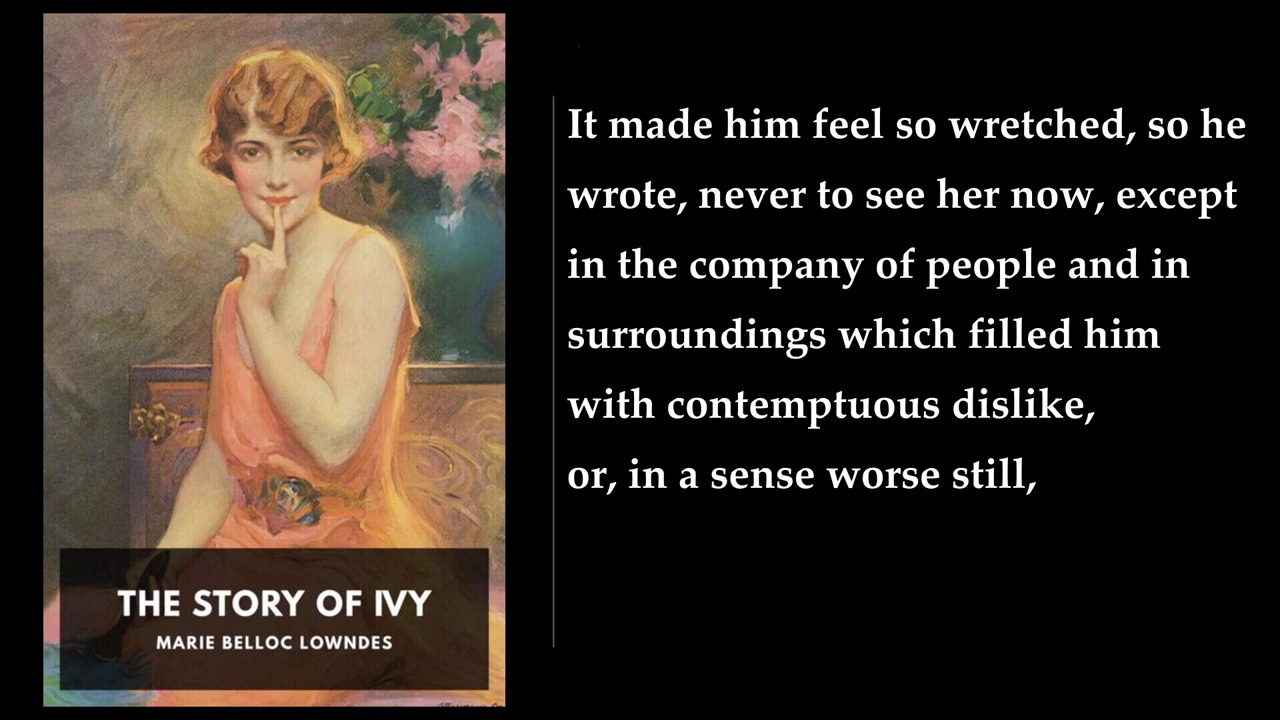 THE STORY OF IVY
MARIE BELLOC LOWNDES
It made him feel so wretched, so he
wrote, never to see her now, except
in the company of people and in
surroundings which filled him
with contemptuous dislike,
or, in a sense worse still,